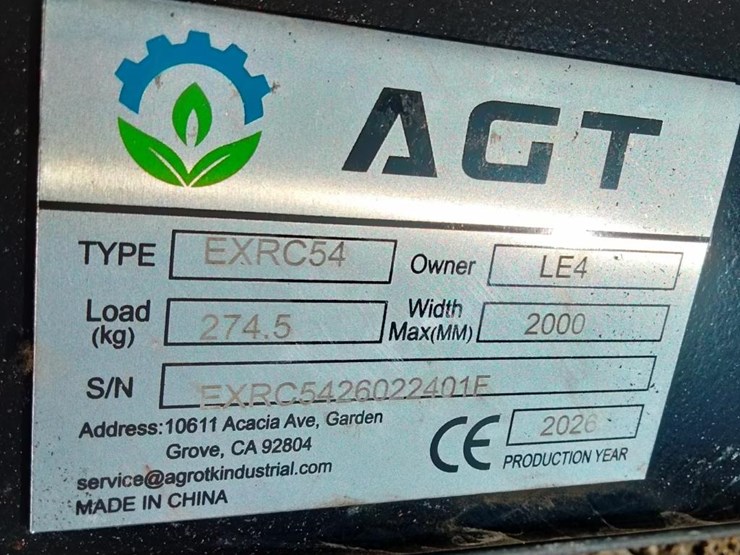 AGT
TYPE EXRC54 Owner LE4
Load (kg) 274.5 Width Max(MM) 2000
S/N EXRC5426022401E
Address:10611 Acacia Ave, Garden
Grove, CA 92804
service@agrotkindustrial.com
MADE IN CHINA
CE 2026
PRODUCTION YEAR